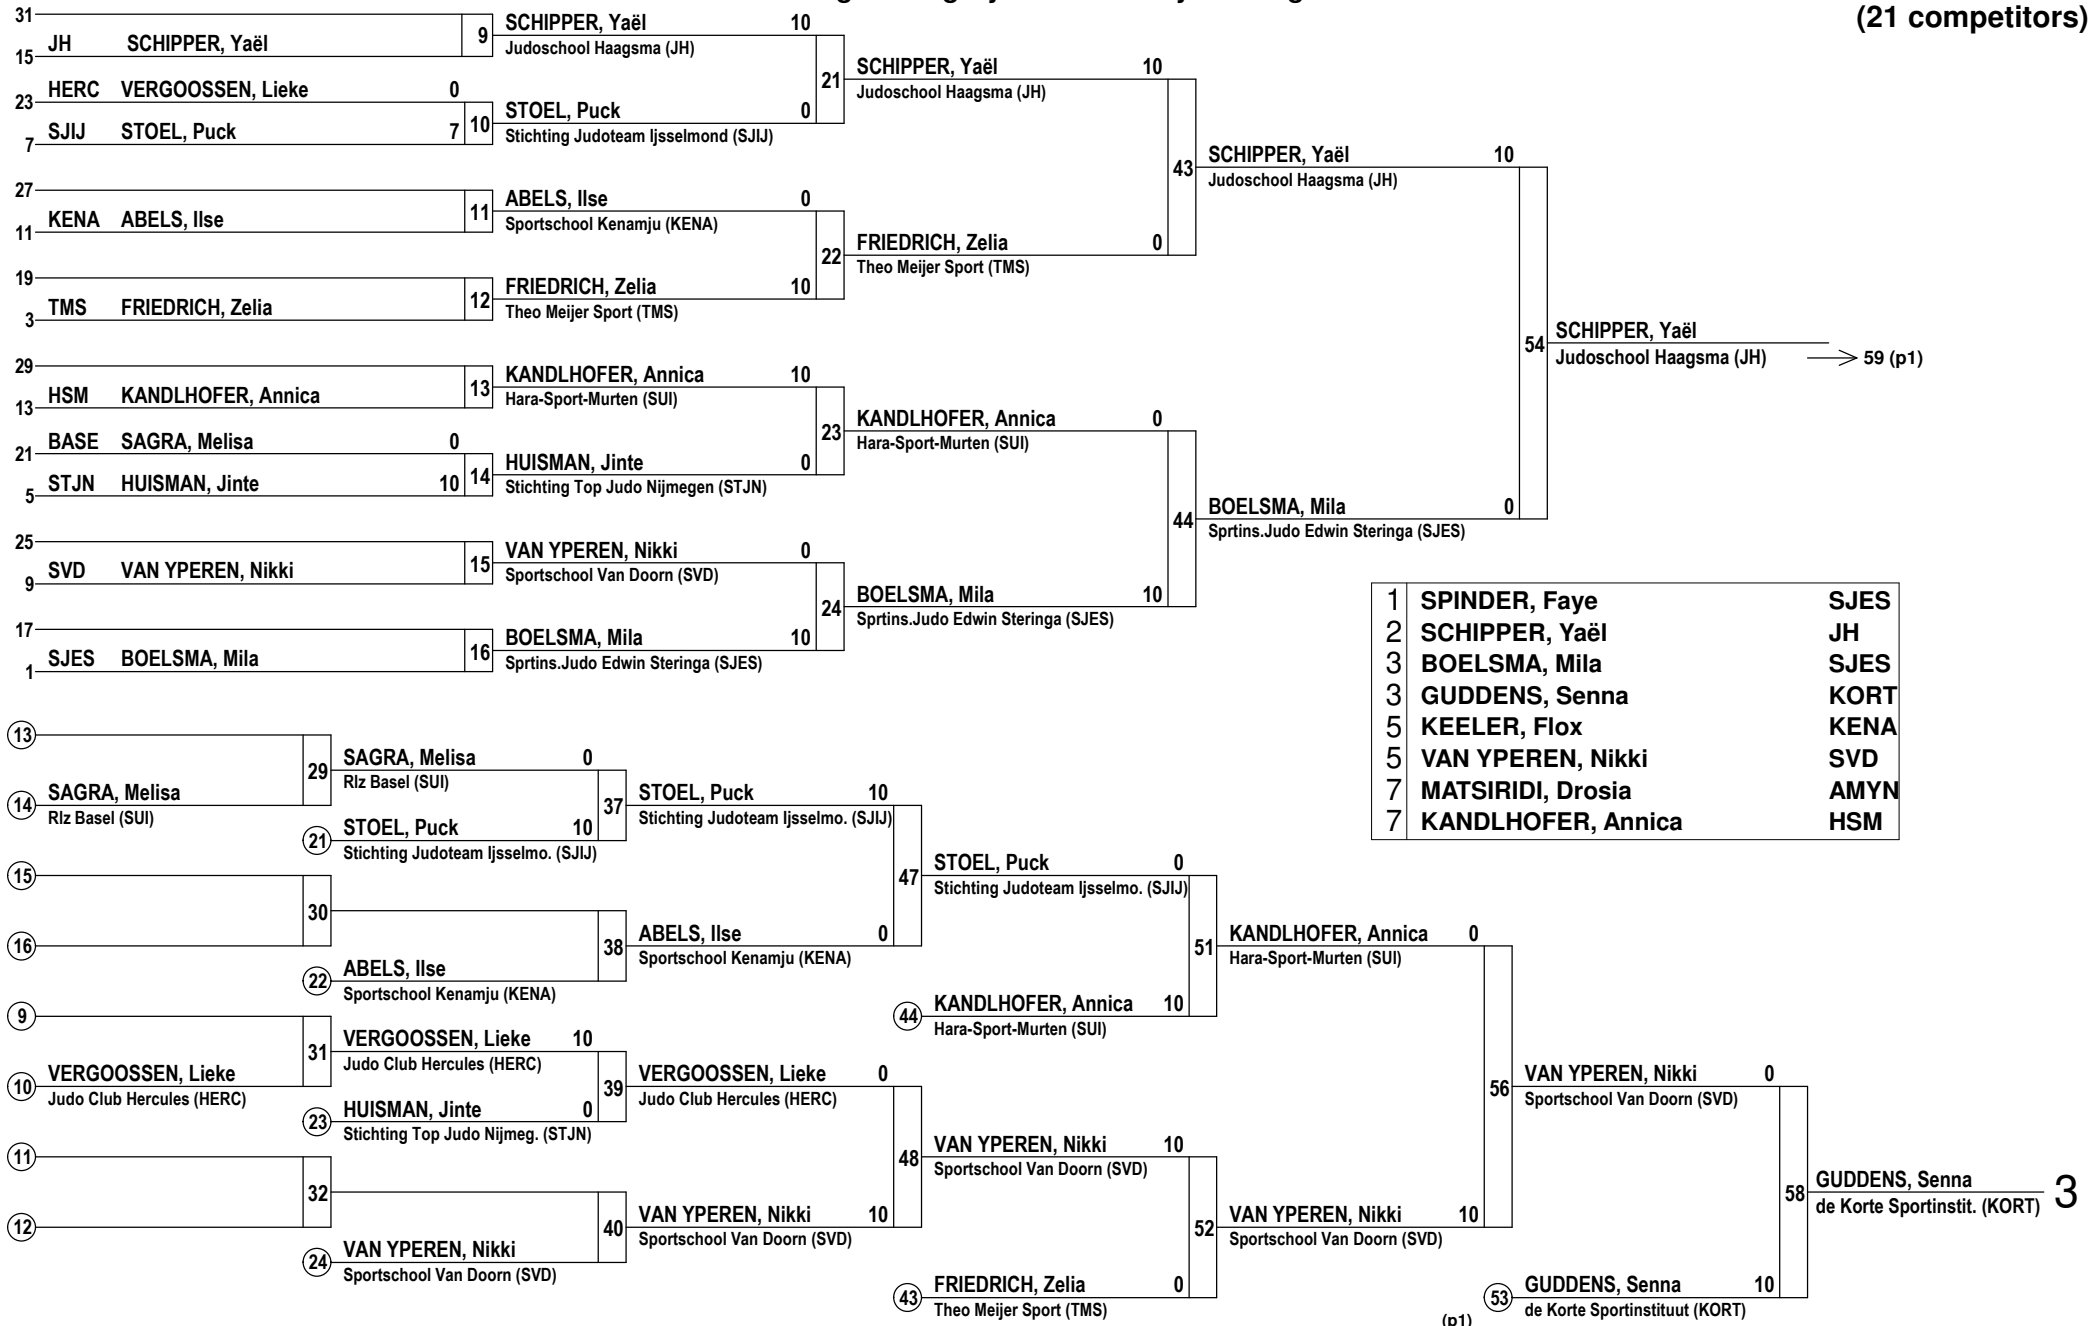 (21 competitors)
31
15 JH SCHIPPER, Yaël
9
SCHIPPER, Yaël 10
Judoschool Haagsma (JH)
23 HERC VERGOOSSEN, Lieke 0
7 SJIJ STOEL, Puck 7
10
STOEL, Puck 0
Stichting Judoteam Ijsselmond (SJIJ)
21
SCHIPPER, Yaël 10
Judoschool Haagsma (JH)
27
11 KENA ABELS, Ilse
11
ABELS, Ilse 0
Sportschool Kenamju (KENA)
19
3 TMS FRIEDRICH, Zelia
12
FRIEDRICH, Zelia 10
Theo Meijer Sport (TMS)
22
FRIEDRICH, Zelia 0
Theo Meijer Sport (TMS)
43
SCHIPPER, Yaël 10
Judoschool Haagsma (JH)
29
13 HSM KANDLHOFER, Annica
13
KANDLHOFER, Annica 10
Hara-Sport-Murten (SUI)
21 BASE SAGRA, Melisa 0
5 STJN HUISMAN, Jinte 10
14
HUISMAN, Jinte 0
Stichting Top Judo Nijmegen (STJN)
23
KANDLHOFER, Annica 0
Hara-Sport-Murten (SUI)
25
9 SVD VAN YPEREN, Nikki
15
VAN YPEREN, Nikki 0
Sportschool Van Doorn (SVD)
17
1 SJES BOELSMA, Mila
16
BOELSMA, Mila 10
Sprtins.Judo Edwin Steringa (SJES)
24
BOELSMA, Mila 10
Sprtins.Judo Edwin Steringa (SJES)
44
BOELSMA, Mila 0
Sprtins.Judo Edwin Steringa (SJES)
54
SCHIPPER, Yaël
Judoschool Haagsma (JH)
59 (p1)
1 SPINDER, Faye SJES
2 SCHIPPER, Yaël JH
3 BOELSMA, Mila SJES
3 GUDDENS, Senna KORT
5 KEELER, Flox KENA
5 VAN YPEREN, Nikki SVD
7 MATSIRIDI, Drosia AMYN
7 KANDLHOFER, Annica HSM
13
14 SAGRA, Melisa
Rlz Basel (SUI)
29
SAGRA, Melisa 0
Rlz Basel (SUI)
21 STOEL, Puck 10
Stichting Judoteam Ijsselmo. (SJIJ)
37
STOEL, Puck 10
Stichting Judoteam Ijsselmo. (SJIJ)
15
16
30
22 ABELS, Ilse
Sportschool Kenamju (KENA)
38
ABELS, Ilse 0
Sportschool Kenamju (KENA)
47
STOEL, Puck 0
Stichting Judoteam Ijsselmo. (SJIJ)
44 KANDLHOFER, Annica 10
Hara-Sport-Murten (SUI)
51
KANDLHOFER, Annica 0
Hara-Sport-Murten (SUI)
9
10 VERGOOSSEN, Lieke
Judo Club Hercules (HERC)
31
VERGOOSSEN, Lieke 10
Judo Club Hercules (HERC)
23 HUISMAN, Jinte 0
Stichting Top Judo Nijmeg. (STJN)
39
VERGOOSSEN, Lieke 0
Judo Club Hercules (HERC)
11
12
32
24 VAN YPEREN, Nikki
Sportschool Van Doorn (SVD)
40
VAN YPEREN, Nikki 10
Sportschool Van Doorn (SVD)
48
VAN YPEREN, Nikki 10
Sportschool Van Doorn (SVD)
43 FRIEDRICH, Zelia 0
Theo Meijer Sport (TMS)
52
VAN YPEREN, Nikki 10
Sportschool Van Doorn (SVD)
56
VAN YPEREN, Nikki 0
Sportschool Van Doorn (SVD)
(p1)
53 GUDDENS, Senna 10
de Korte Sportinstituut (KORT)
58
GUDDENS, Senna
de Korte Sportinstit. (KORT)
3